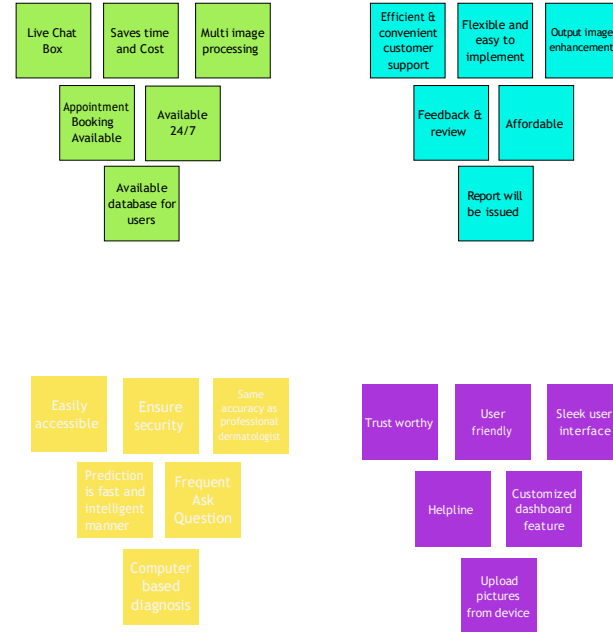 Live Chat
Box
Saves time
and Cost
Multi image
processing
Appointment
Booking
Available
Available
24/7
Available
database for
users
Efficient &
convenient
customer
support
Flexible and
easy to
implement
Output image
enhancement
Feedback &
review
Affordable
Report will
be issued
Easily
accessible
Ensure
security
Same
accuracy as
professional
dermatologist
Prediction
is fast and
intelligent
manner
Frequent
Ask
Question
Computer
based
diagnosis
Trust worthy
User
friendly
Sleek user
interface
Helpline
Customized
dashboard
feature
Upload
pictures
from device